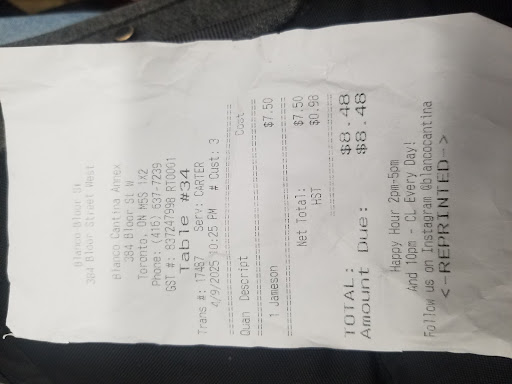 Blanco Bloor St
384 Bloor Street West
Blanco Cantina Annex
384 Bloor St W
Toronto, ON M5S 1X2
Phone: (416) 637-7239
GST #: 837247998 RT0001
Table #34
Trans #: 17487 Serv: CARTER
4/9/2025 10:25 PM # Cust: 3
Quan Descript Cost
1 Jameson $7.50
Net Total: $7.50
HST $0.98
TOTAL: $8.48
Amount Due: $8.48
Happy Hour 2pm-5pm
And 10pm - CL Every Day!
Follow us on Instagram @blancocantina
<-REPRINTED->